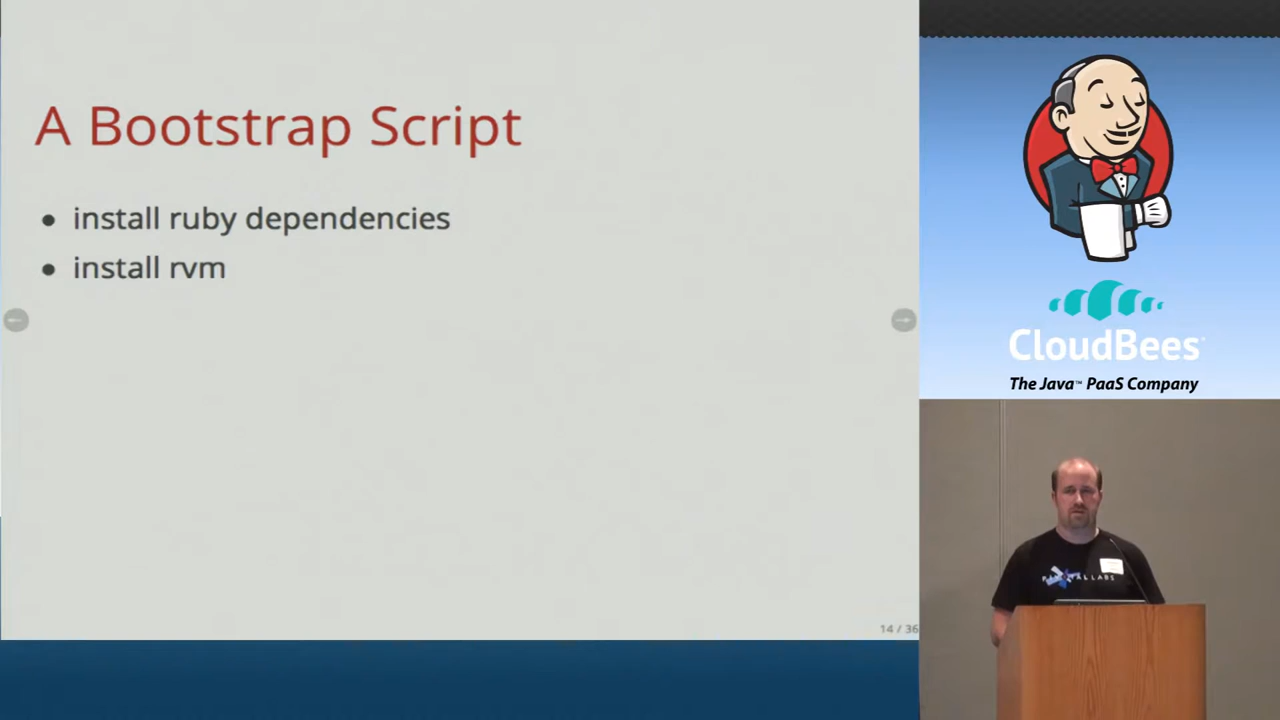 A Bootstrap Script
• install ruby dependencies
• install rvm
14 / 36
CloudBees
The Java™ PaaS Company